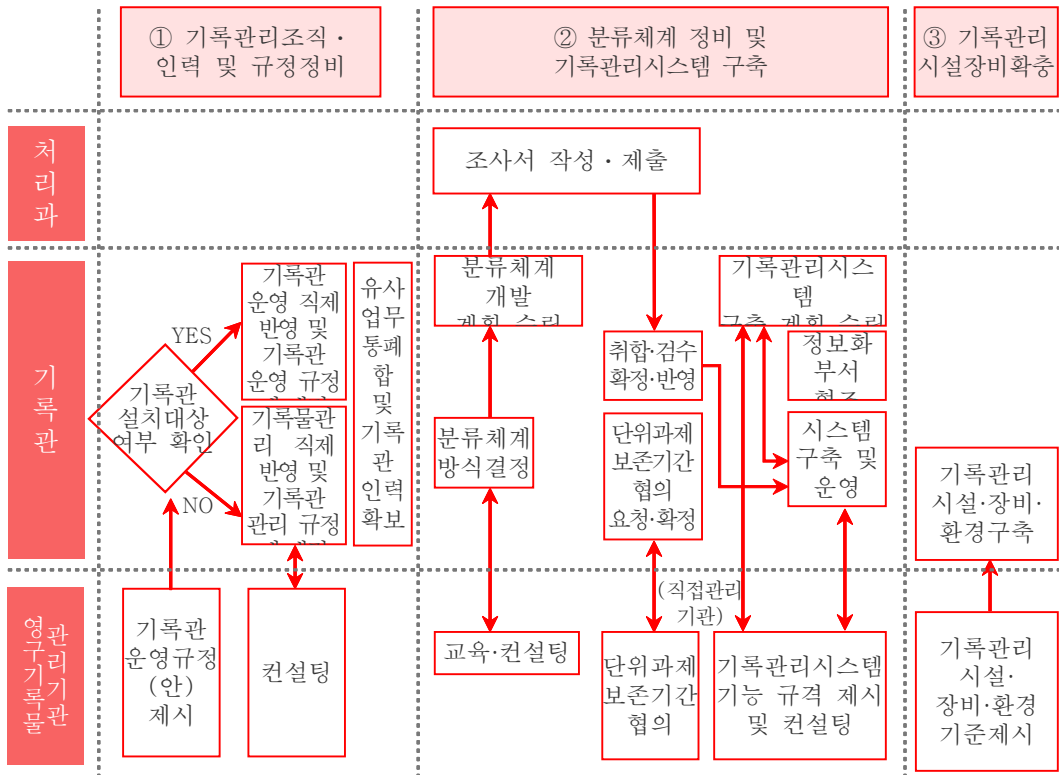 ① 기록관리조직·
인력 및 규정정비
② 분류체계 정비 및
기록관리시스템 구축
③ 기록관리
시설장비확충
처
리
과
조사서 작성·제출
기
록
관
기록관
설치대상
여부 확인
YES
NO
기록관
운영 직제
반영 및
기록관
운영 규정
기록물관
리 직제
반영 및
기록관
관리 규정
유사
업무
통폐
합
및
기록
관
인력
확보
분류체계
개발
계획 수립
분류체계
방식결정
취합·검수
확정·반영
단위과제
보존기간
협의
요청·확정
기록관리시스
템
구축 계획 수립
정보화
부서
협조
시스템
구축 및
운영
기록관리
시설·장비·
환경구축
영구기록물
관리기관
기록관
운영규정
(안)
제시
컨설팅
교육·컨설팅
(직접관리
기관)
단위과제
보존기간
협의
기록관리시스템
기능 규격 제시
및 컨설팅
기록관리
시설·
장비·환경
기준제시